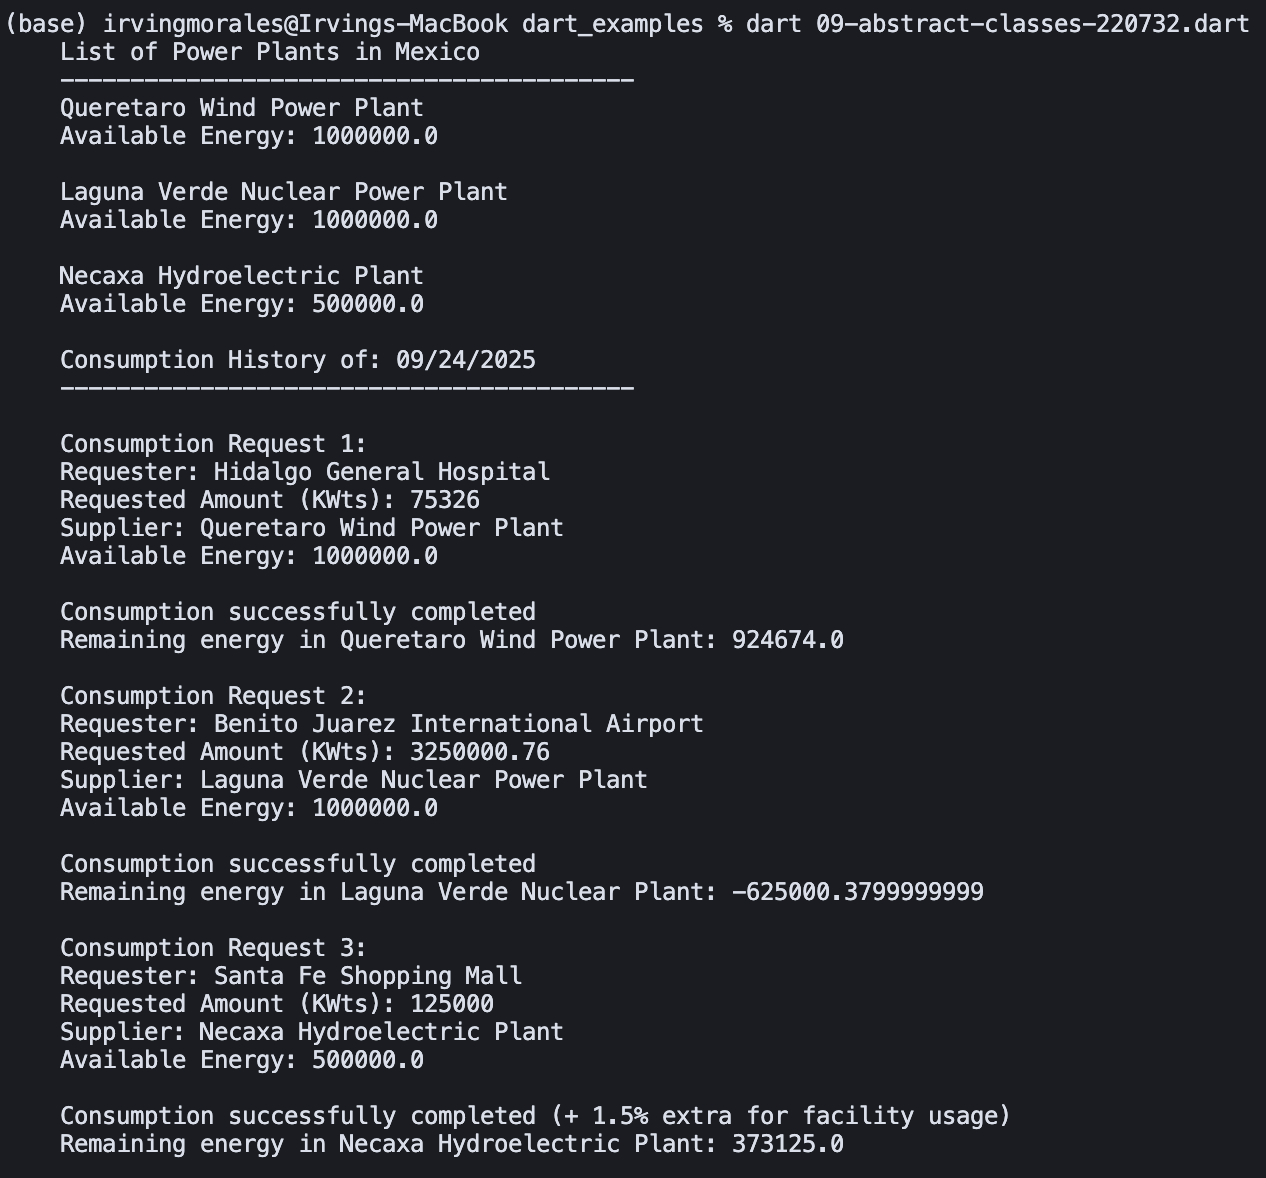 (base) irvingmorales@Irvings-MacBook dart_examples % dart 09-abstract-classes-220732.dart
List of Power Plants in Mexico
-----------------------------------------
Queretaro Wind Power Plant
Available Energy: 1000000.0
Laguna Verde Nuclear Power Plant
Available Energy: 1000000.0
Necaxa Hydroelectric Plant
Available Energy: 500000.0
Consumption History of: 09/24/2025
-----------------------------------------
Consumption Request 1:
Requester: Hidalgo General Hospital
Requested Amount (KWts): 75326
Supplier: Queretaro Wind Power Plant
Available Energy: 1000000.0
Consumption successfully completed
Remaining energy in Queretaro Wind Power Plant: 924674.0
Consumption Request 2:
Requester: Benito Juarez International Airport
Requested Amount (KWts): 3250000.76
Supplier: Laguna Verde Nuclear Power Plant
Available Energy: 1000000.0
Consumption successfully completed
Remaining energy in Laguna Verde Nuclear Plant: -625000.3799999999
Consumption Request 3:
Requester: Santa Fe Shopping Mall
Requested Amount (KWts): 125000
Supplier: Necaxa Hydroelectric Plant
Available Energy: 500000.0
Consumption successfully completed (+ 1.5% extra for facility usage)
Remaining energy in Necaxa Hydroelectric Plant: 373125.0